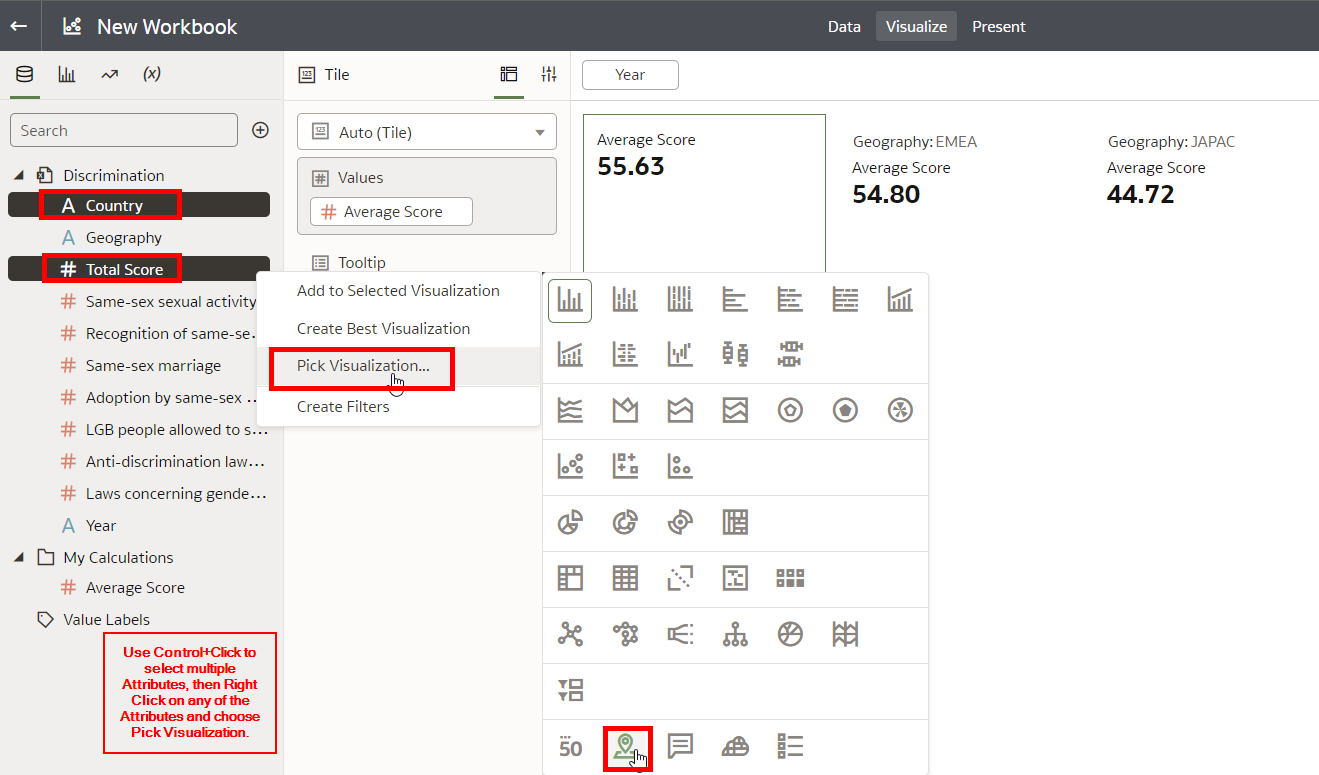 New Workbook
Data
Visualize
Present
(x)
Tile
Year
Search
Auto (Tile)
Discrimination
Values
Average Score
A Country
A Geography
# Total Score
Tooltip
# Same-sex sexual activity
# Recognition of same-se...
# Same-sex marriage
# Adoption by same-sex ...
# LGB people allowed to s...
# Anti-discrimination law...
# Laws concerning gende...
A Year
My Calculations
# Average Score
Value Labels
Use Control+Click to
select multiple
Attributes, then Right
Click on any of the
Attributes and choose
Pick Visualization.
Add to Selected Visualization
Create Best Visualization
Pick Visualization...
Create Filters
Average Score
55.63
Geography: EMEA
Average Score
54.80
Geography: JAPAC
Average Score
44.72
50